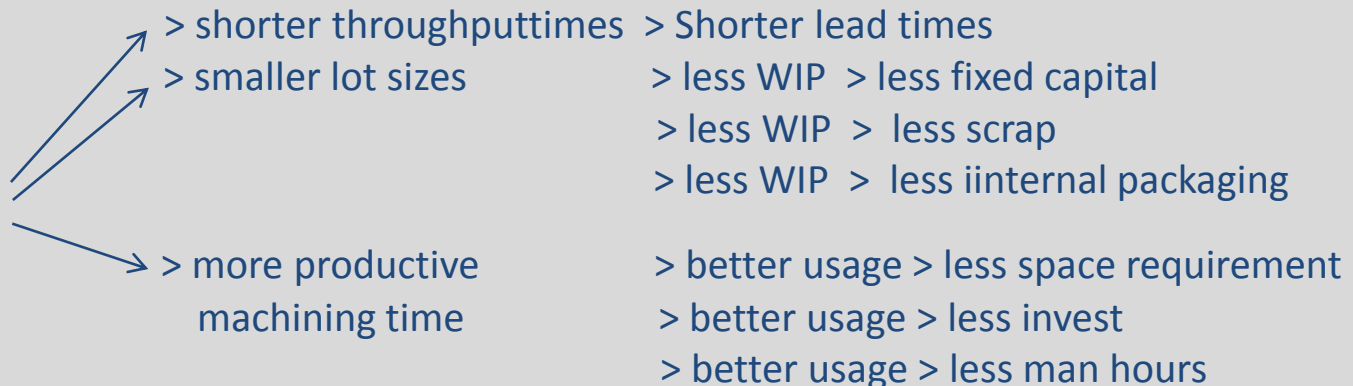 > shorter throughputtimes > Shorter lead times
> smaller lot sizes > less WIP > less fixed capital
> less WIP > less scrap
> less WIP > less iinternal packaging
> more productive > better usage > less space requirement
machining time > better usage > less invest
> better usage > less man hours